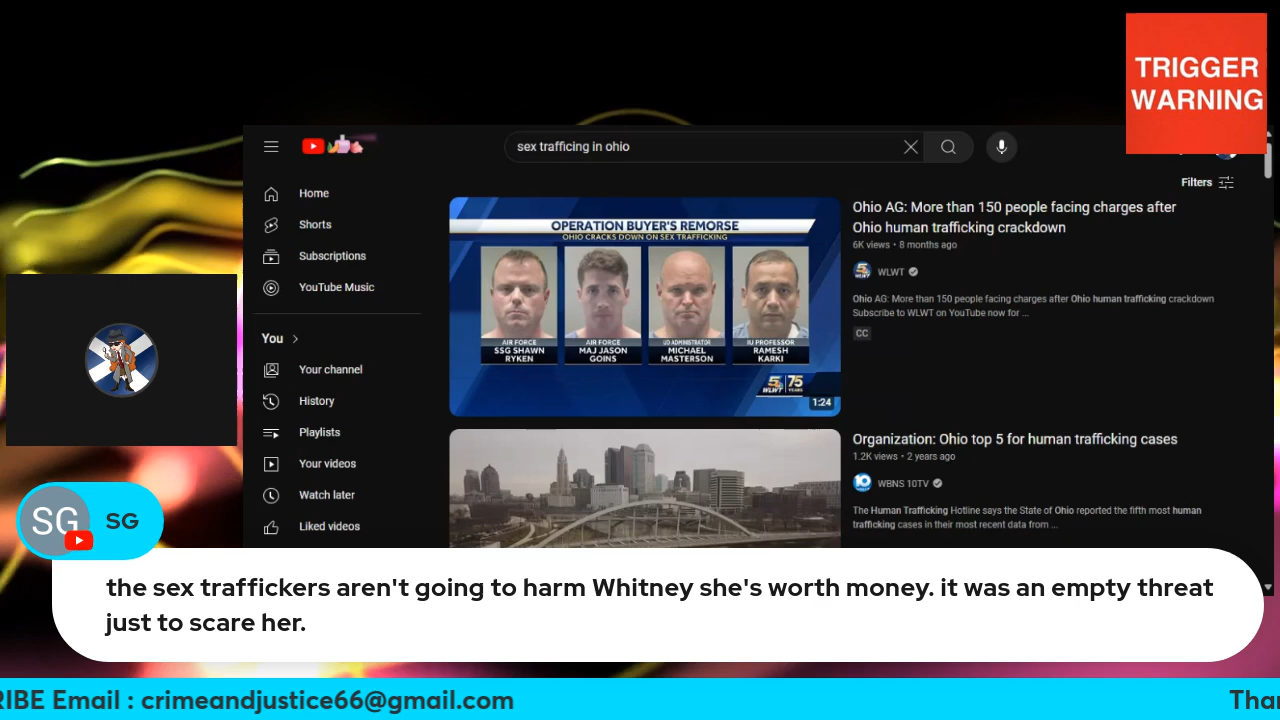 TRIGGER
WARNING
sex trafficing in ohio
Filters
Home
Shorts
Subscriptions
YouTube Music
You
Your channel
History
Playlists
Your videos
Watch later
Liked videos
OPERATION BUYER'S REMORSE
OHIO CRACKS DOWN ON SEX TRAFFICKING
AIR FORCE
SSG SHAWN
RYKEN
AIR FORCE
MAJ JASON
GOINS
UD ADMINISTRATOR
MICHAEL
MASTERSON
IU PROFESSOR
RAMESH
KARKI
5 75
WLWT YEARS
1:24
Ohio AG: More than 150 people facing charges after
Ohio human trafficking crackdown
6K views • 8 months ago
WLWT
Ohio AG: More than 150 people facing charges after Ohio human trafficking crackdown
Subscribe to WLWT on YouTube now for ...
CC
Organization: Ohio top 5 for human trafficking cases
1.2K views • 2 years ago
10 WBNS 10TV
The Human Trafficking Hotline says the State of Ohio reported the fifth most human
trafficking cases in their most recent data from ...
SG SG
the sex traffickers aren't going to harm Whitney she's worth money. it was an empty threat
just to scare her.
RIBE Email : crimeandjustice66@gmail.com Than